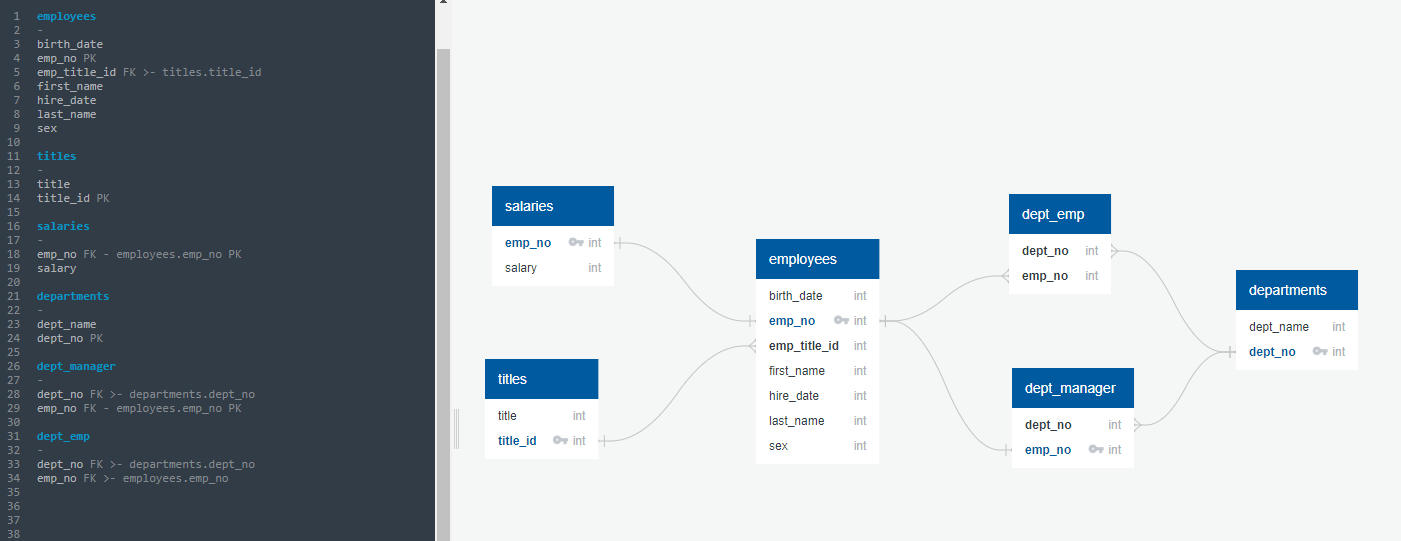 1 employees
2 -
3 birth_date
4 emp_no PK
5 emp_title_id FK >- titles.title_id
6 first_name
7 hire_date
8 last_name
9 sex
10
11 titles
12 -
13 title
14 title_id PK
15
16 salaries
17 -
18 emp_no FK - employees.emp_no PK
19 salary
20
21 departments
22 -
23 dept_name
24 dept_no PK
25
26 dept_manager
27 -
28 dept_no FK >- departments.dept_no
29 emp_no FK - employees.emp_no PK
30
31 dept_emp
32 -
33 dept_no FK >- departments.dept_no
34 emp_no FK >- employees.emp_no
35
36
37
38
salaries
emp_no int
salary int
titles
title int
title_id int
employees
birth_date int
emp_no int
emp_title_id int
first_name int
hire_date int
last_name int
sex int
dept_emp
dept_no int
emp_no int
dept_manager
dept_no int
emp_no int
departments
dept_name int
dept_no int